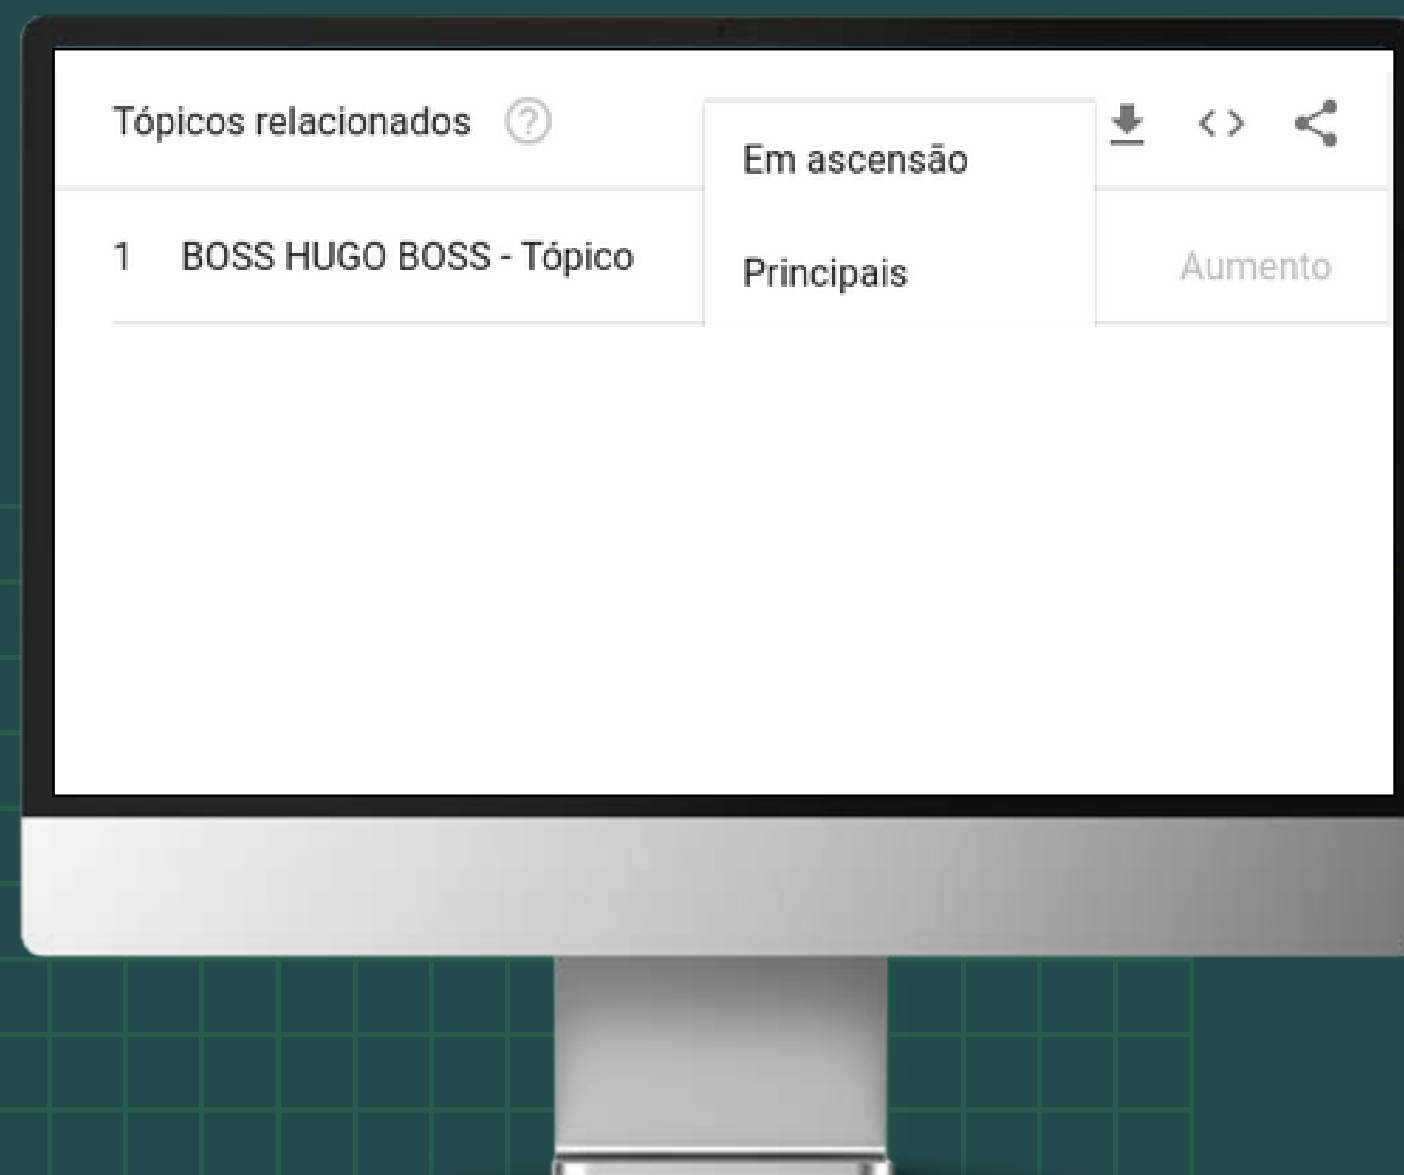 Tópicos relacionados
Em ascensão
1 BOSS HUGO BOSS - Tópico
Principais
Aumento